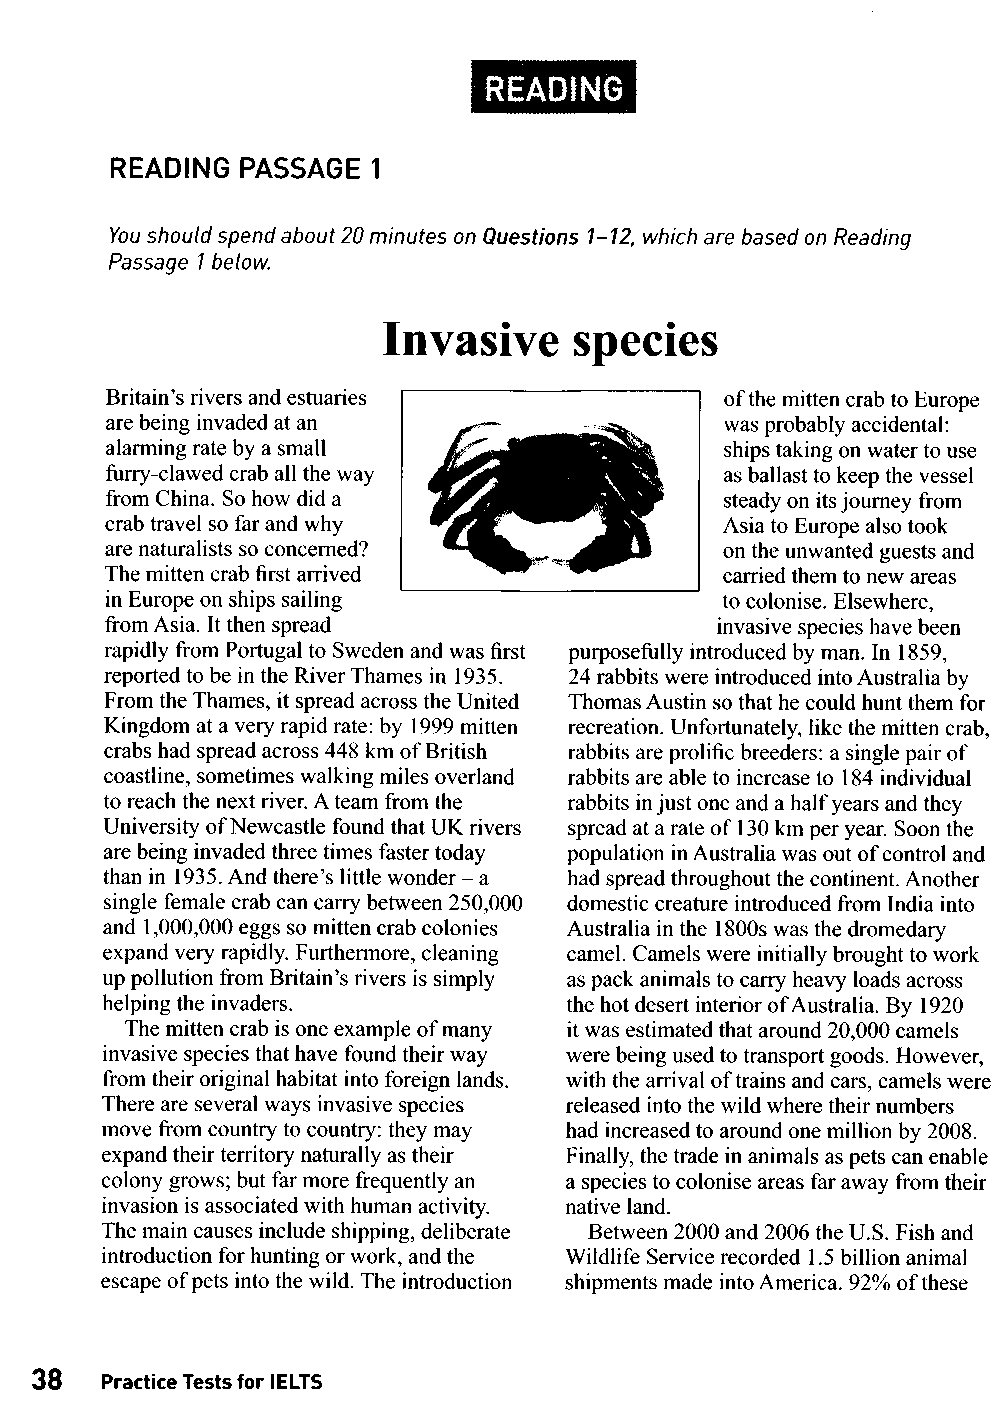 READING
READING PASSAGE 1
You should spend about 20 minutes on Questions 1-12, which are based on Reading
Passage 1 below.
Invasive species
Britain's rivers and estuaries
are being invaded at an
alarming rate by a small
furry-clawed crab all the way
from China. So how did a
crab travel so far and why
are naturalists so concerned?
The mitten crab first arrived
in Europe on ships sailing
from Asia. It then spread
rapidly from Portugal to Sweden and was first
reported to be in the River Thames in 1935.
From the Thames, it spread across the United
Kingdom at a very rapid rate: by 1999 mitten
crabs had spread across 448 km of British
coastline, sometimes walking miles overland
to reach the next river. A team from the
University of Newcastle found that UK rivers
are being invaded three times faster today
than in 1935. And there's little wonder – a
single female crab can carry between 250,000
and 1,000,000 eggs so mitten crab colonies
expand very rapidly. Furthermore, cleaning
up pollution from Britain's rivers is simply
helping the invaders.
The mitten crab is one example of many
invasive species that have found their way
from their original habitat into foreign lands.
There are several ways invasive species
move from country to country: they may
expand their territory naturally as their
colony grows; but far more frequently an
invasion is associated with human activity.
The main causes include shipping, deliberate
introduction for hunting or work, and the
escape of pets into the wild. The introduction
of the mitten crab to Europe
was probably accidental:
ships taking on water to use
as ballast to keep the vessel
steady on its journey from
Asia to Europe also took
on the unwanted guests and
carried them to new areas
to colonise. Elsewhere,
invasive species have been
purposefully introduced by man. In 1859,
24 rabbits were introduced into Australia by
Thomas Austin so that he could hunt them for
recreation. Unfortunately, like the mitten crab,
rabbits are prolific breeders: a single pair of
rabbits are able to increase to 184 individual
rabbits in just one and a half years and they
spread at a rate of 130 km per year. Soon the
population in Australia was out of control and
had spread throughout the continent. Another
domestic creature introduced from India into
Australia in the 1800s was the dromedary
camel. Camels were initially brought to work
as pack animals to carry heavy loads across
the hot desert interior of Australia. By 1920
it was estimated that around 20,000 camels
were being used to transport goods. However,
with the arrival of trains and cars, camels were
released into the wild where their numbers
had increased to around one million by 2008.
Finally, the trade in animals as pets can enable
a species to colonise areas far away from their
native land.
Between 2000 and 2006 the U.S. Fish and
Wildlife Service recorded 1.5 billion animal
shipments made into America. 92% of these
38 Practice Tests for IELTS